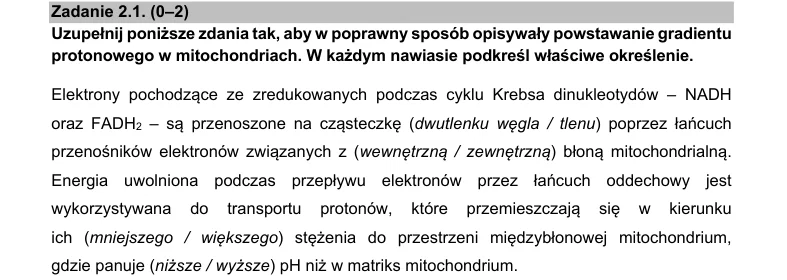 Zadanie 2.1. (0–2)
Uzupełnij poniższe zdania tak, aby w poprawny sposób opisywały powstawanie gradientu
protonowego w mitochondriach. W każdym nawiasie podkreśl właściwe określenie.
Elektrony pochodzące ze zredukowanych podczas cyklu Krebsa dinukleotydów – NADH
oraz FADH₂ – są przenoszone na cząsteczkę (dwutlenku węgla / tlenu) poprzez łańcuch
przenośników elektronów związanych z (wewnętrzną / zewnętrzną) błoną mitochondrialną.
Energia uwolniona podczas przepływu elektronów przez łańcuch oddechowy jest
wykorzystywana do transportu protonów, które przemieszczają się w kierunku
ich (mniejszego / większego) stężenia do przestrzeni międzybłonowej mitochondrium,
gdzie panuje (niższe / wyższe) pH niż w matriks mitochondrium.